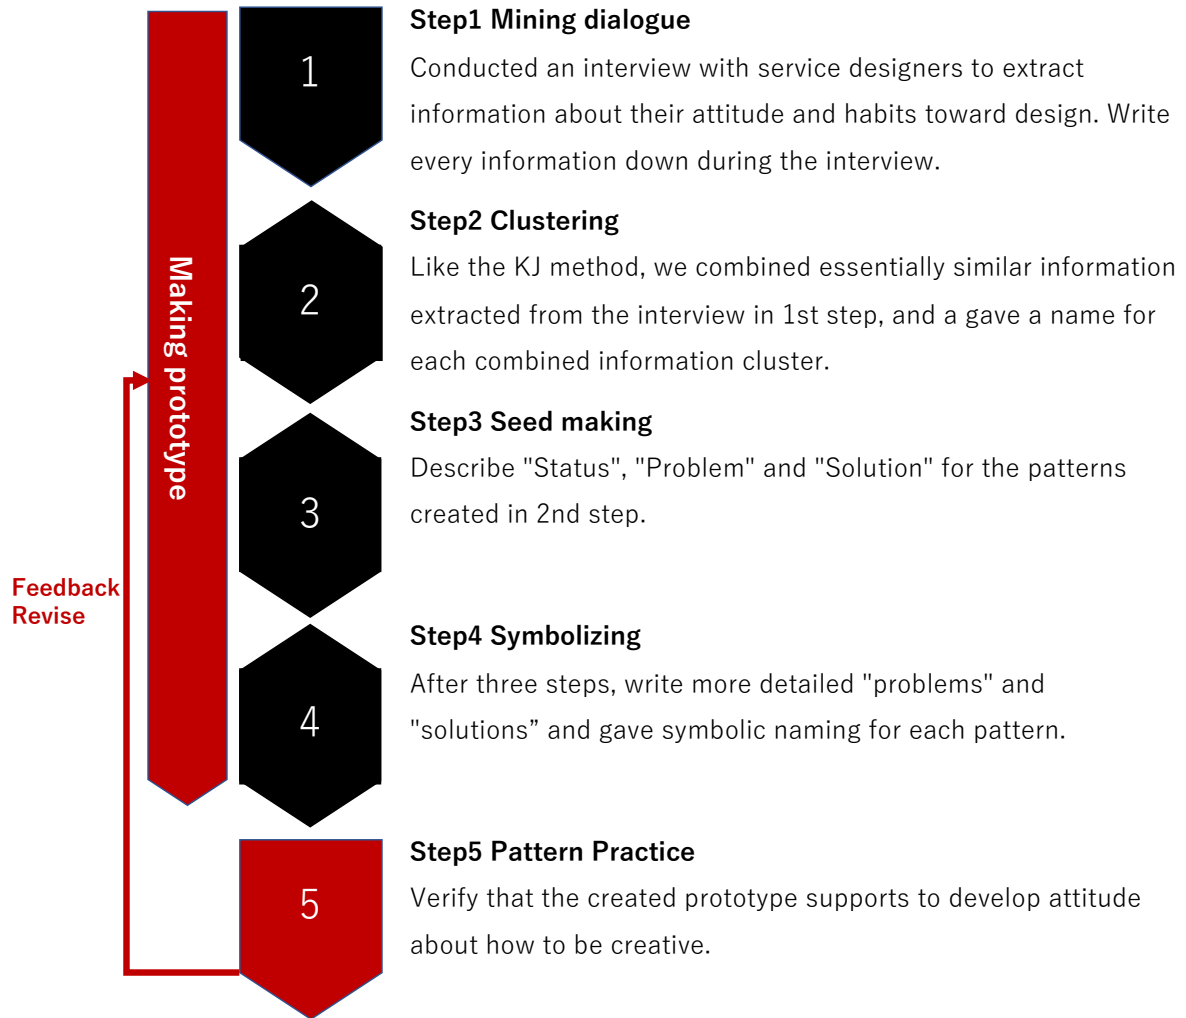 Step1 Mining dialogue
1
Conducted an interview with service designers to extract
information about their attitude and habits toward design. Write
every information down during the interview.
Step2 Clustering
2
Like the KJ method, we combined essentially similar information
extracted from the interview in 1st step, and a gave a name for
each combined information cluster.
Making prototype
Step3 Seed making
3
Describe "Status", "Problem" and "Solution" for the patterns
created in 2nd step.
Feedback
Revise
Step4 Symbolizing
4
After three steps, write more detailed "problems" and
"solutions” and gave symbolic naming for each pattern.
Step5 Pattern Practice
5
Verify that the created prototype supports to develop attitude
about how to be creative.